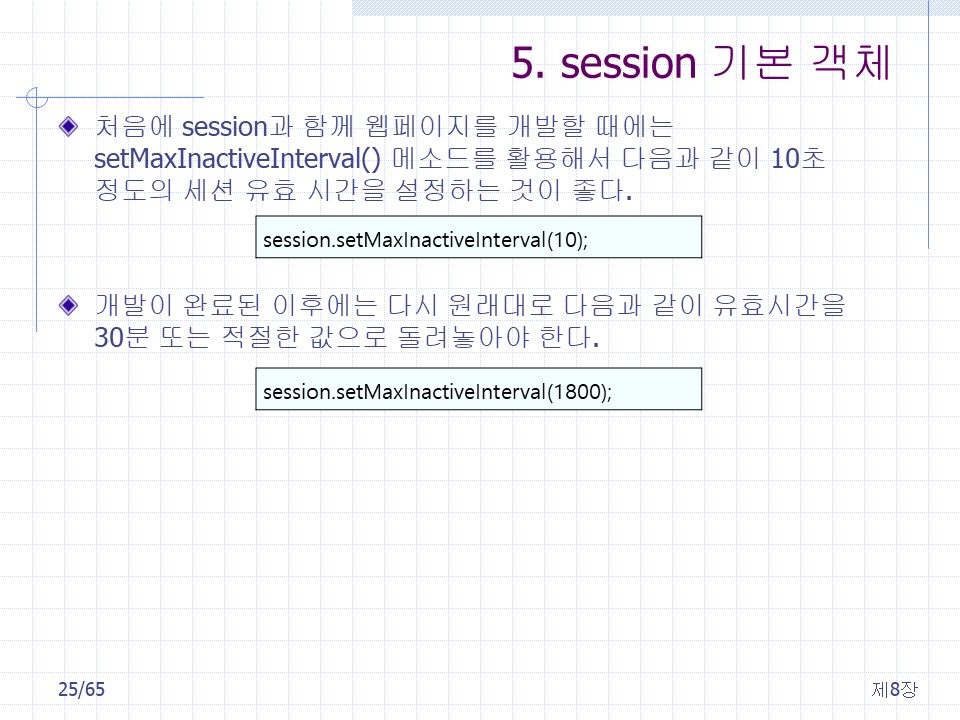 5. session 기본 객체
처음에 session과 함께 웹페이지를 개발할 때에는
setMaxInactiveInterval() 메소드를 활용해서 다음과 같이 10초
정도의 세션 유효 시간을 설정하는 것이 좋다.
session.setMaxInactiveInterval(10);
개발이 완료된 이후에는 다시 원래대로 다음과 같이 유효시간을
30분 또는 적절한 값으로 돌려놓아야 한다.
session.setMaxInactiveInterval(1800);
25/65
제8장